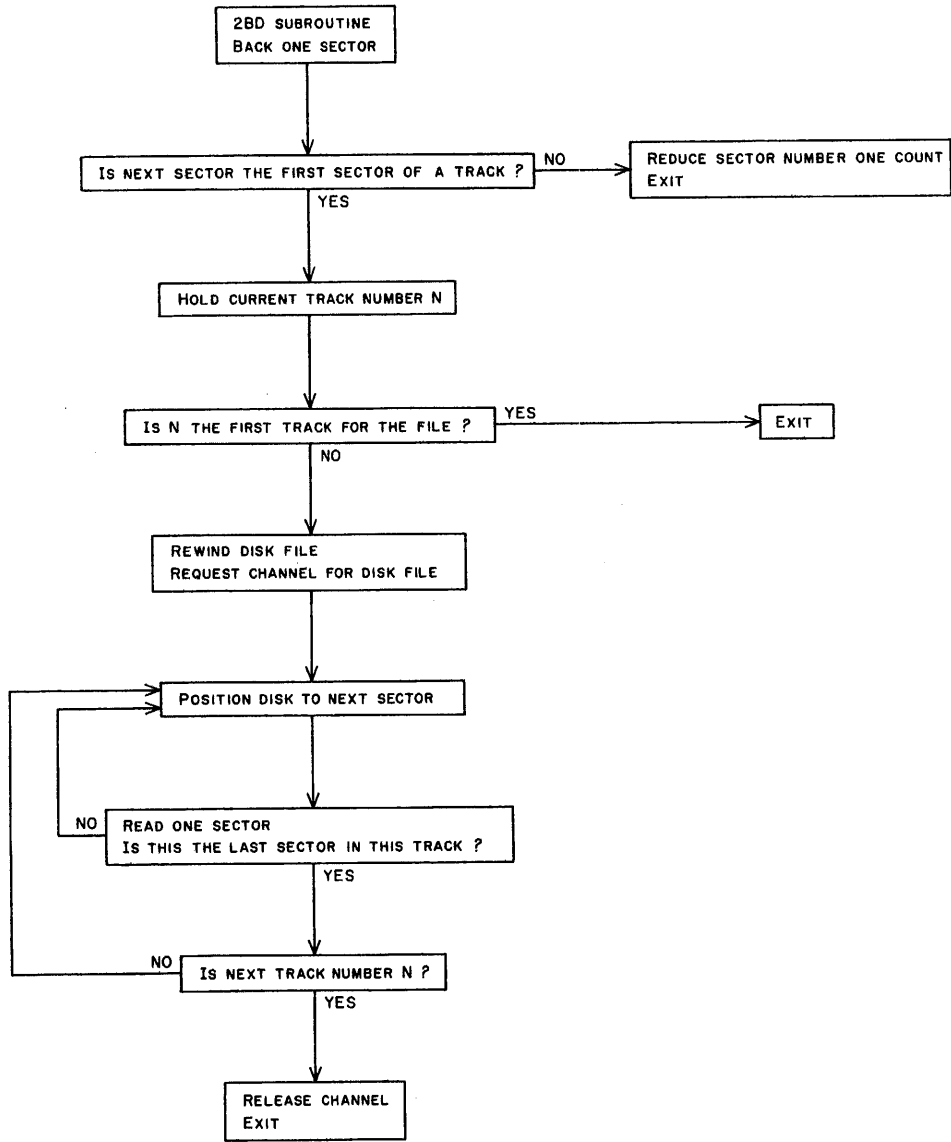 2BD SUBROUTINE
BACK ONE SECTOR
IS NEXT SECTOR THE FIRST SECTOR OF A TRACK ?
NO
REDUCE SECTOR NUMBER ONE COUNT
EXIT
YES
HOLD CURRENT TRACK NUMBER N
IS N THE FIRST TRACK FOR THE FILE ?
YES
EXIT
NO
REWIND DISK FILE
REQUEST CHANNEL FOR DISK FILE
POSITION DISK TO NEXT SECTOR
NO
READ ONE SECTOR
IS THIS THE LAST SECTOR IN THIS TRACK ?
YES
NO
IS NEXT TRACK NUMBER N ?
YES
RELEASE CHANNEL
EXIT